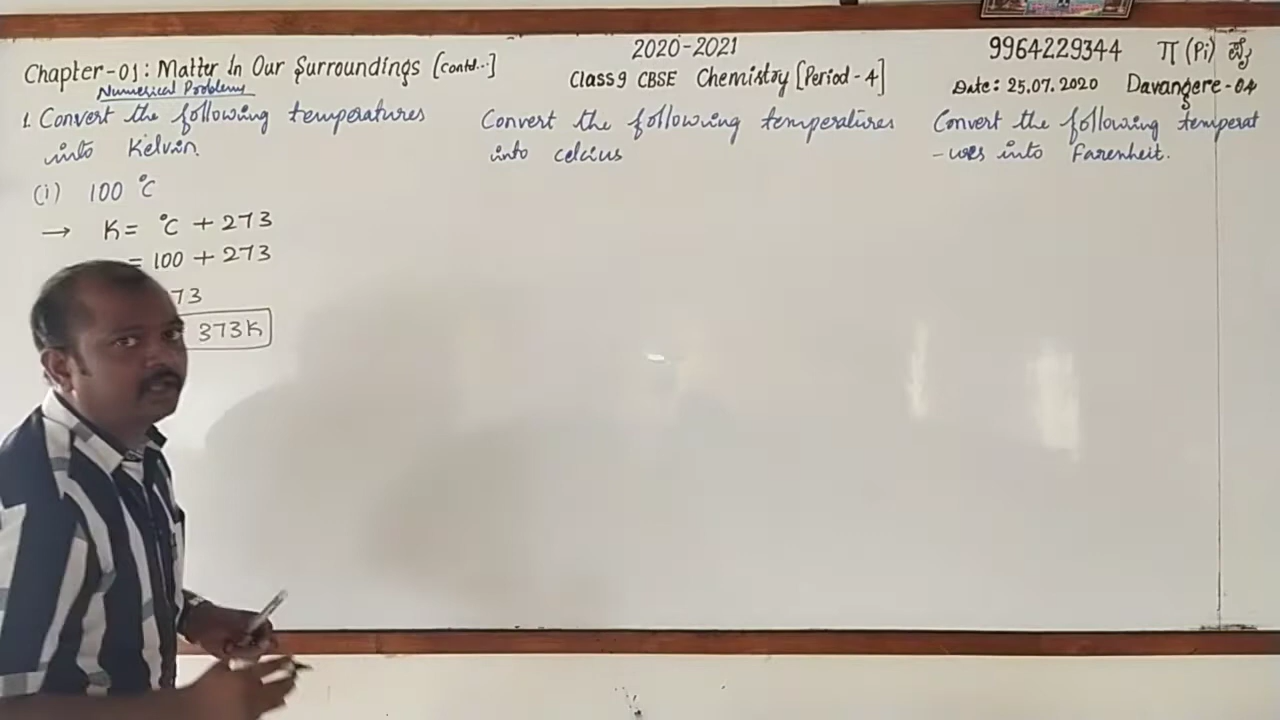 2020-2021
9964229344 π (Pi) ಪೈ
Chapter-01: Matter In Our Surroundings [contd...]
Class 9 CBSE Chemistry [Period - 4]
Date: 25.07.2020 Davangere-04
Numerical Problems
1. Convert the following temperatures
into Kelvin.
(i) 100 °C
→ K = °C + 273
= 100 + 273
73
373K
Convert the following temperatures
into celcius
Convert the following temperat
-ures into Farenheit.